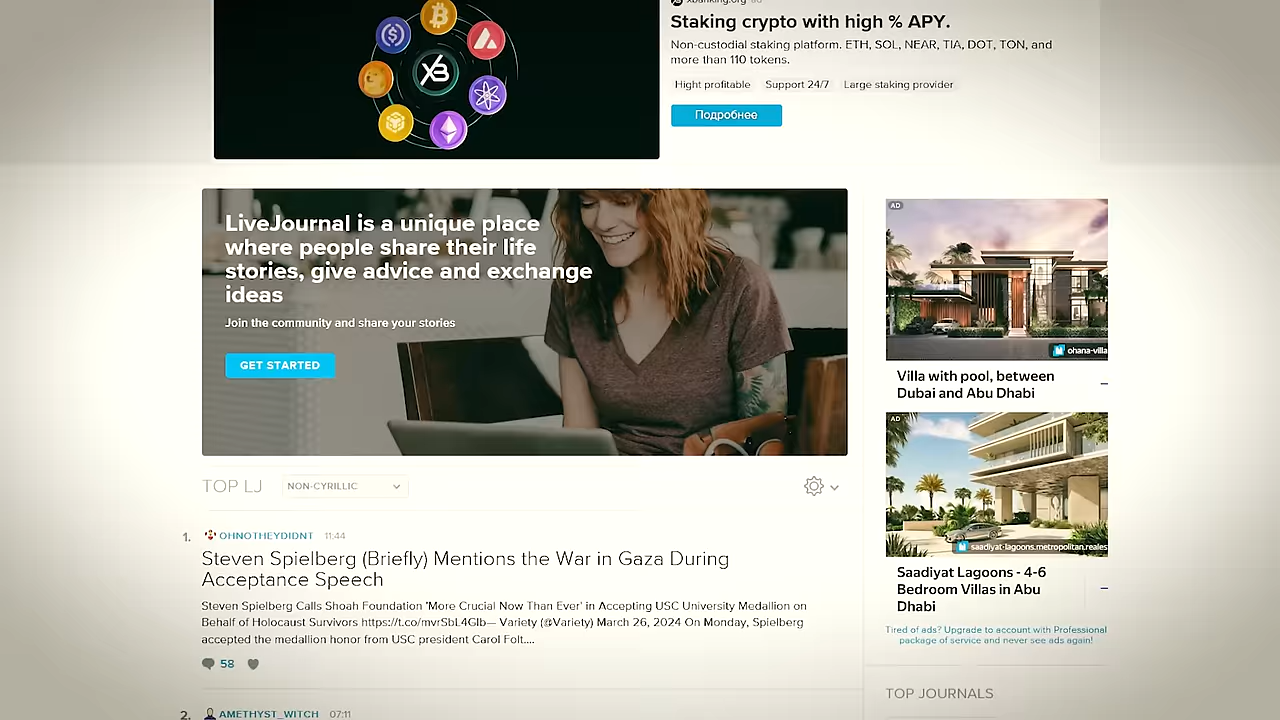 xbanking.org ad
Staking crypto with high % APY.
Non-custodial staking platform. ETH, SOL, NEAR, TIA, DOT, TON, and
more than 110 tokens.
Hight profitable Support 24/7 Large staking provider
Подробнее
XB
LiveJournal is a unique place
where people share their life
stories, give advice and exchange
ideas
Join the community and share your stories
GET STARTED
AD
ohana-villa
Villa with pool, between
Dubai and Abu Dhabi
AD
saadiyat-lagoons.metropolitan.reales
Saadiyat Lagoons - 4-6
Bedroom Villas in Abu
Dhabi
Tired of ads? Upgrade to account with Professional
package of service and never see ads again!
TOP JOURNALS
TOP LJ NON-CYRILLIC
1. OHNOTHEYDIDNT 11:44
Steven Spielberg (Briefly) Mentions the War in Gaza During
Acceptance Speech
Steven Spielberg Calls Shoah Foundation 'More Crucial Now Than Ever' in Accepting USC University Medallion on
Behalf of Holocaust Survivors https://t.co/mvrSbL4Glb— Variety (@Variety) March 26, 2024 On Monday, Spielberg
accepted the medallion honor from USC president Carol Folt....
58
2. AMETHYST_WITCH 07:11